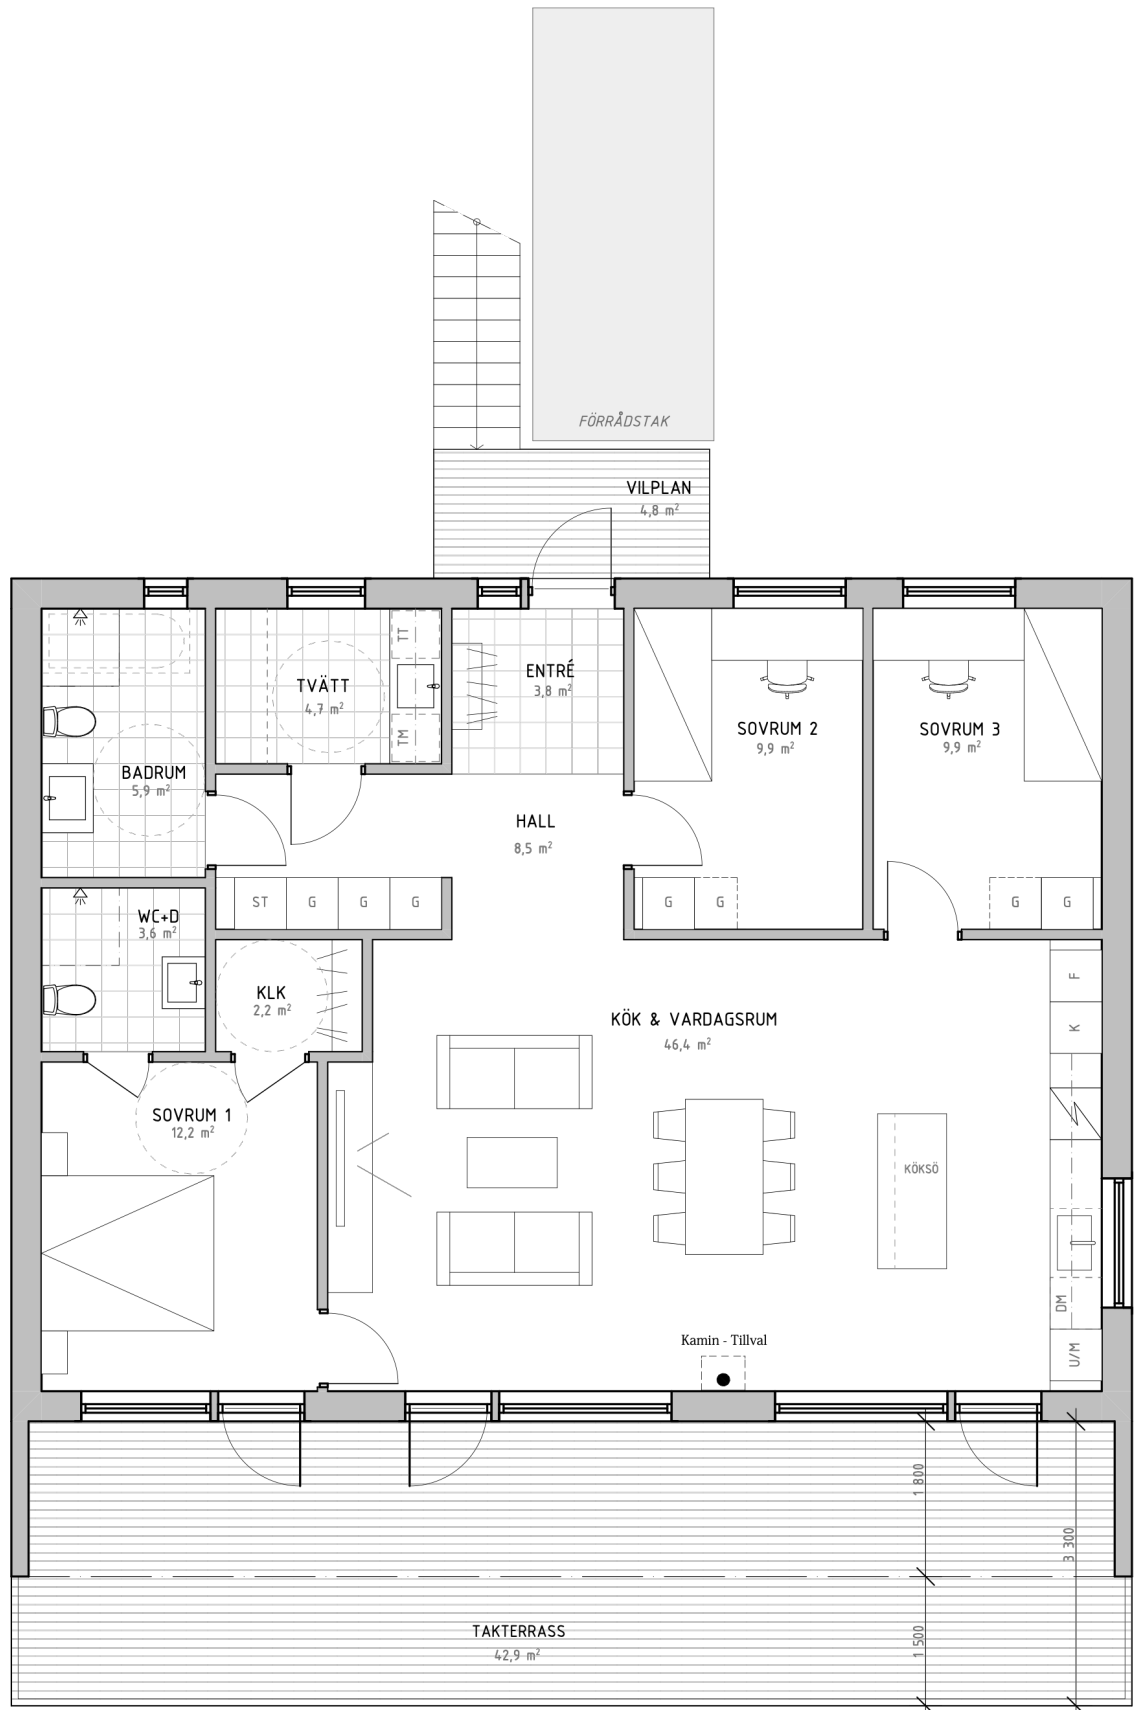 FÖRRÅDSTAK
VILPLAN
4,8 m²
TVÄTT
4,7 m²
TT
TM
ENTRÉ
3,8 m²
BADRUM
5,9 m²
SOVRUM 2
9,9 m²
SOVRUM 3
9,9 m²
HALL
8,5 m²
ST G G G
G G
G G
WC+D
3,6 m²
KLK
2,2 m²
KÖK & VARDAGSRUM
46,4 m²
F
K
SOVRUM 1
12,2 m²
KÖKSÖ
DM
U/M
Kamin - Tillval
1 800
3 300
1 500
TAKTERRASS
42,9 m²